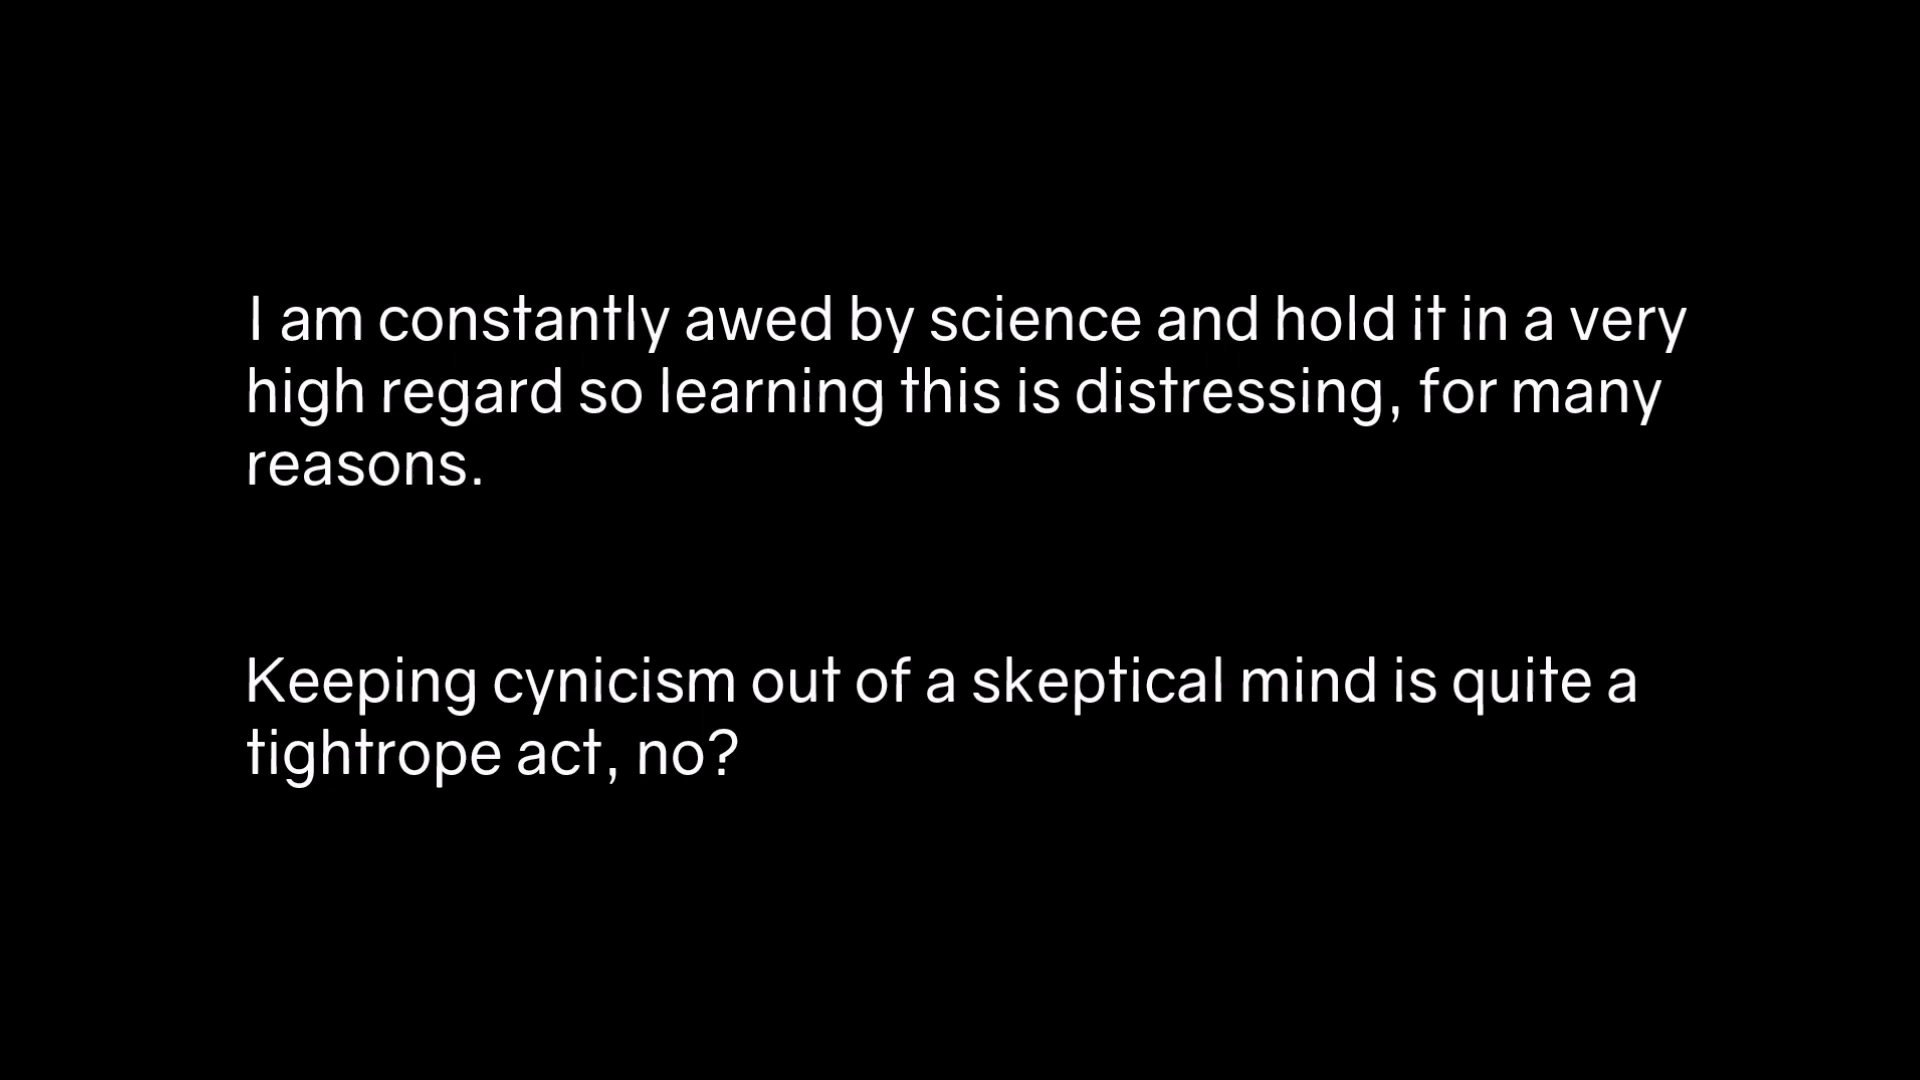 I am constantly awed by science and hold it in a very
high regard so learning this is distressing, for many
reasons.
Keeping cynicism out of a skeptical mind is quite a
tightrope act, no?